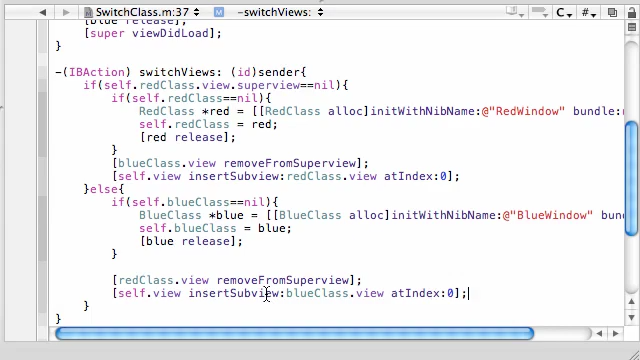 SwitchClass.m:37 M -switchViews: C #
[blue release];
[super viewDidLoad];
}
-(IBAction) switchViews: (id)sender{
if(self.redClass.view.superview==nil){
if(self.redClass==nil){
RedClass *red = [[RedClass alloc]initWithNibName:@"RedWindow" bundle:
self.redClass = red;
[red release];
}
[blueClass.view removeFromSuperview];
[self.view insertSubview:redClass.view atIndex:0];
}else{
if(self.blueClass==nil){
BlueClass *blue = [[BlueClass alloc]initWithNibName:@"BlueWindow" bund
self.blueClass = blue;
[blue release];
}
[redClass.view removeFromSuperview];
[self.view insertSubview:blueClass.view atIndex:0];
}
}